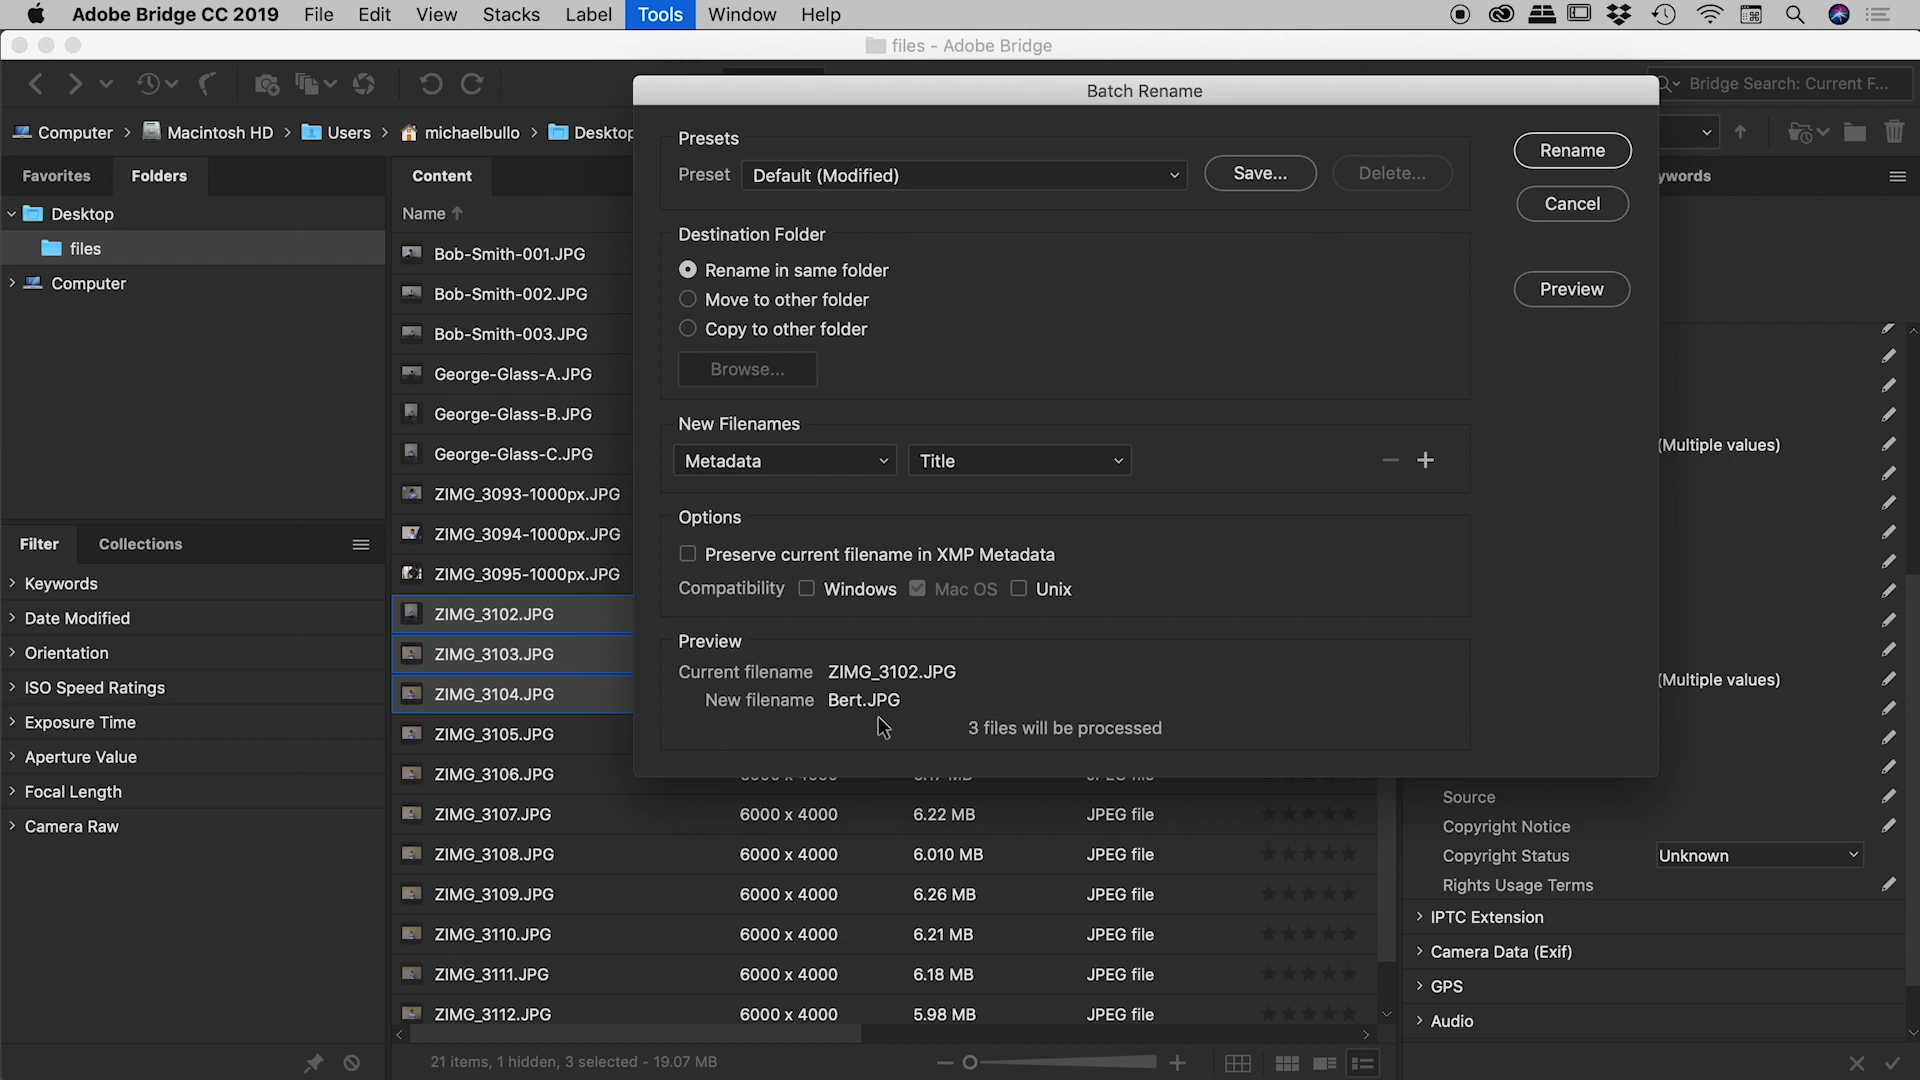 Adobe Bridge CC 2019 File Edit View Stacks Label Tools Window Help
files - Adobe Bridge
Bridge Search: Current F...
Computer Macintosh HD Users michaelbullo
Batch Rename
Favorites Folders
Desktop
files
Computer
Content
Name
Bob-Smith-001.JPG
Bob-Smith-002.JPG
Bob-Smith-003.JPG
George-Glass-A.JPG
George-Glass-B.JPG
George-Glass-C.JPG
ZIMG_3093-1000px.JPG
ZIMG_3094-1000px.JPG
ZIMG_3095-1000px.JPG
ZIMG_3102.JPG
ZIMG_3103.JPG
ZIMG_3104.JPG
ZIMG_3105.JPG
ZIMG_3106.JPG
ZIMG_3107.JPG 6000 x 4000 6.22 MB JPEG file
ZIMG_3108.JPG 6000 x 4000 6.010 MB JPEG file
ZIMG_3109.JPG 6000 x 4000 6.26 MB JPEG file
ZIMG_3110.JPG 6000 x 4000 6.21 MB JPEG file
ZIMG_3111.JPG 6000 x 4000 6.18 MB JPEG file
ZIMG_3112.JPG 6000 x 4000 5.98 MB JPEG file
21 items, 1 hidden, 3 selected - 19.07 MB
Filter Collections
Keywords
Date Modified
Orientation
ISO Speed Ratings
Exposure Time
Aperture Value
Focal Length
Camera Raw
Presets
Preset Default (Modified) Save... Delete...
Rename
Cancel
Preview
Destination Folder
Rename in same folder
Move to other folder
Copy to other folder
Browse...
New Filenames
Metadata Title
Options
Preserve current filename in XMP Metadata
Compatibility Windows Mac OS Unix
Preview
Current filename ZIMG_3102.JPG
New filename Bert.JPG
3 files will be processed
ywords
(Multiple values)
(Multiple values)
Source
Copyright Notice
Copyright Status Unknown
Rights Usage Terms
IPTC Extension
Camera Data (Exif)
GPS
Audio